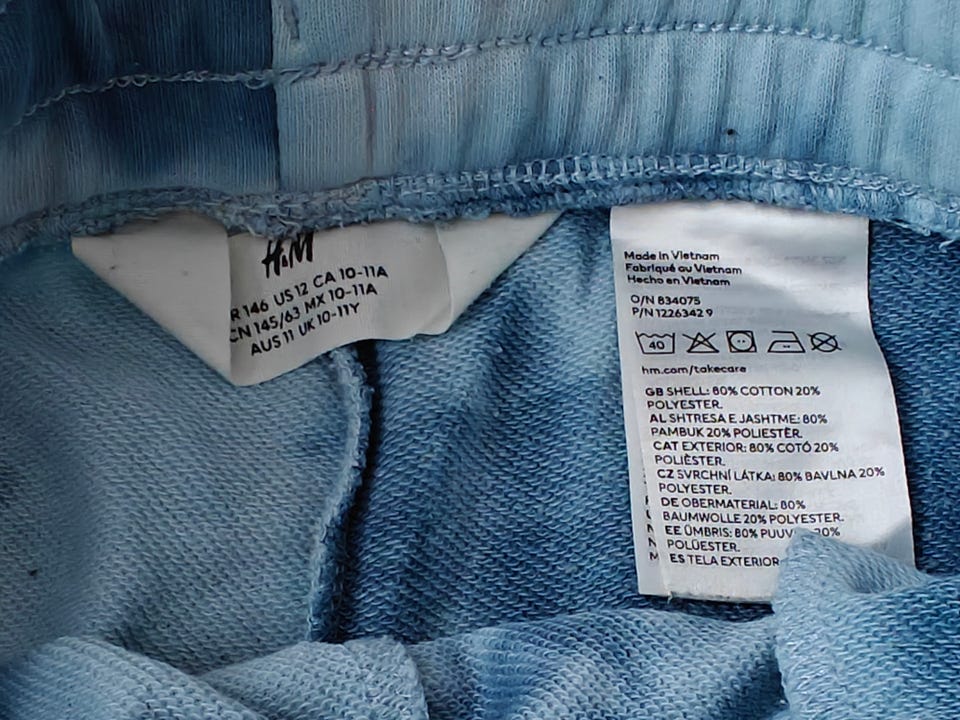 H&M
R 146 US 12 CA 10-11A
CN 145/63 MX 10-11A
AUS 11 UK 10-11Y
Made in Vietnam
Fabriqué au Vietnam
Hecho en Vietnam
O/N 834075
P/N 1226342 9
40
hm.com/takecare
GB SHELL: 80% COTTON 20%
POLYESTER.
AL SHTRESA E JASHTME: 80%
PAMBUK 20% POLIESTËR.
CAT EXTERIOR: 80% COTÓ 20%
POLIÈSTER.
CZ SVRCHNÍ LÁTKA: 80% BAVLNA 20%
POLYESTER.
DE OBERMATERIAL: 80%
BAUMWOLLE 20% POLYESTER.
EE ÜMBRIS: 80% PUUV 20%
POLÜESTER.
ES TELA EXTERIOR